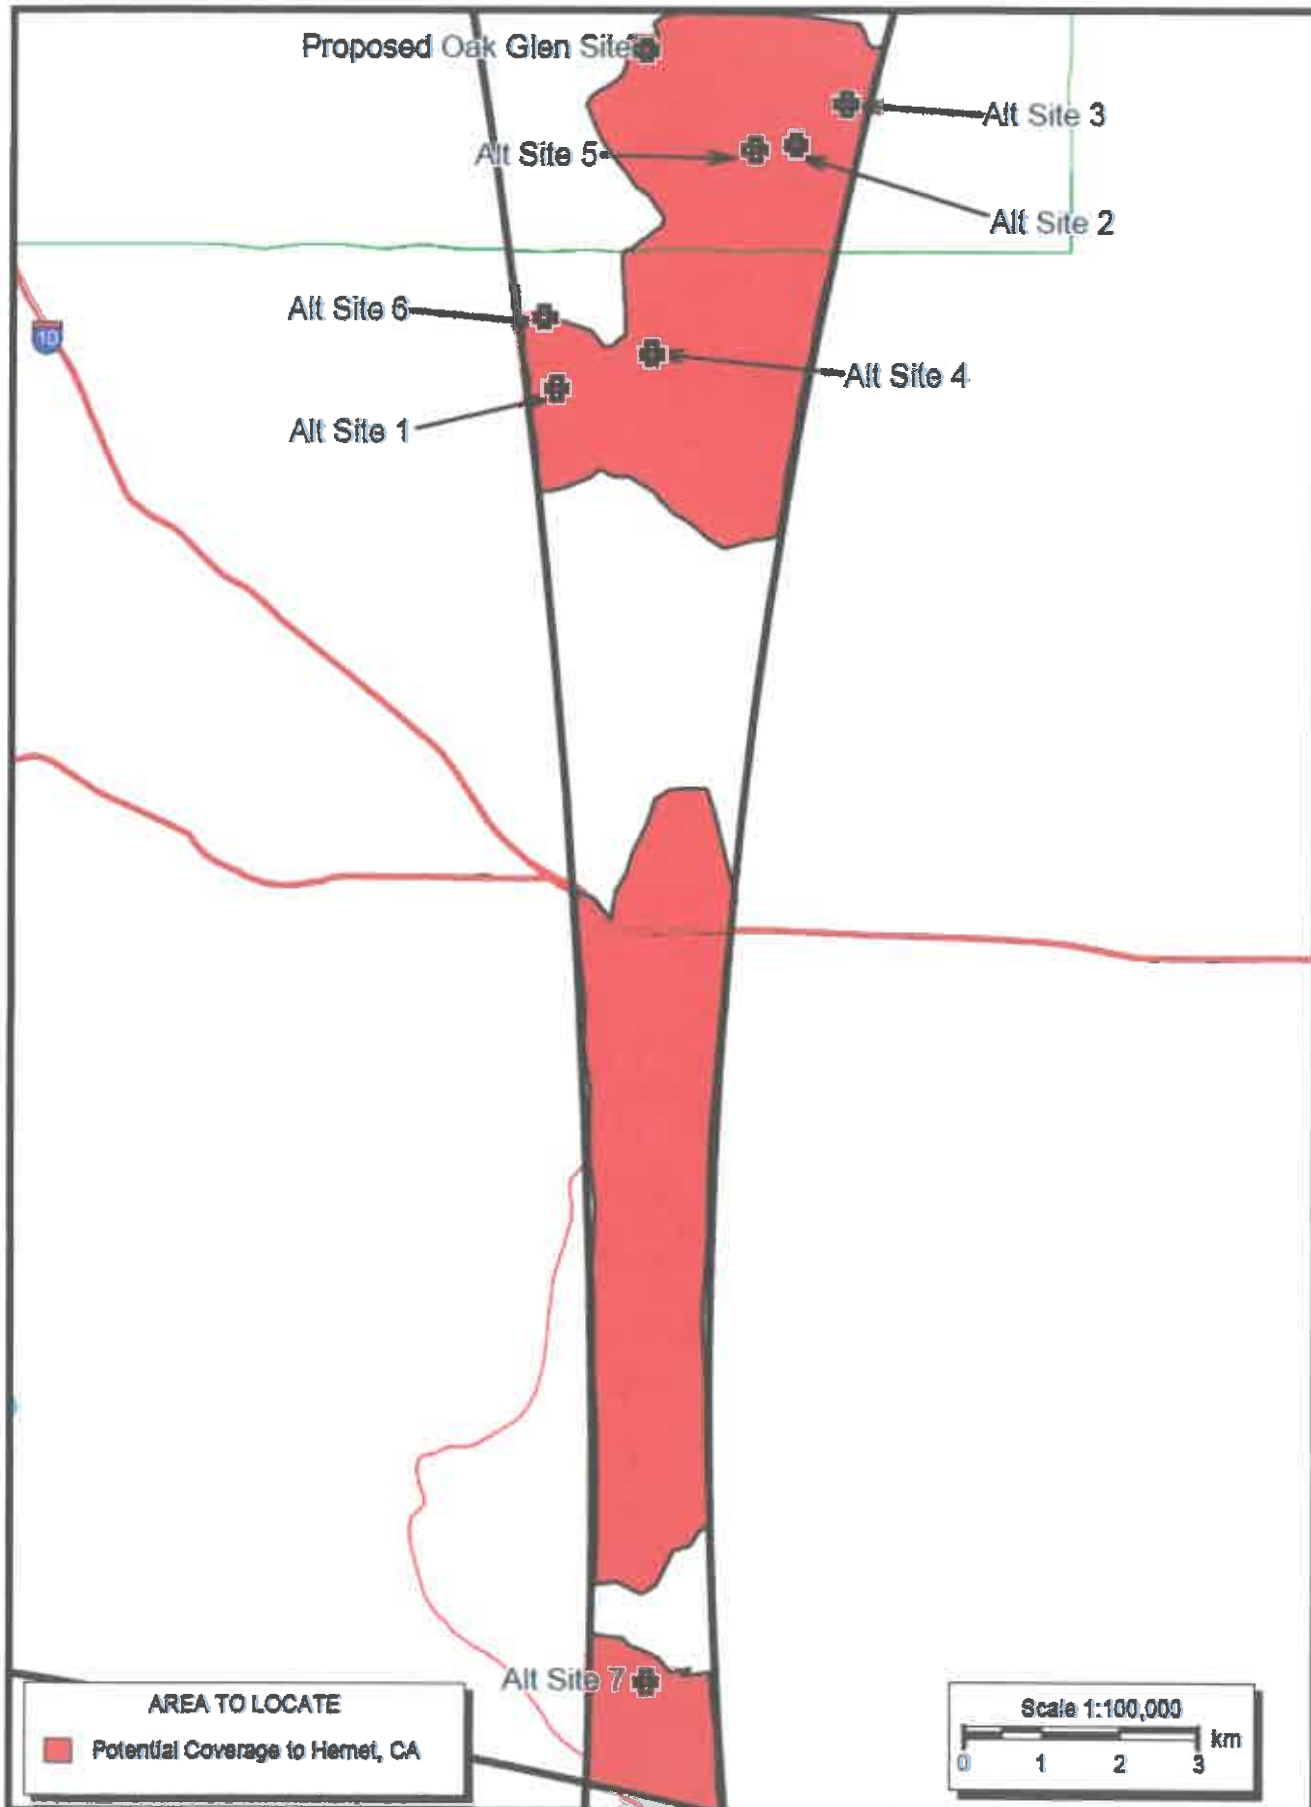 Proposed Oak Glen Site
Alt Site 3
Alt Site 5
Alt Site 2
Alt Site 6
10
Alt Site 4
Alt Site 1
Alt Site 7
AREA TO LOCATE
Potential Coverage to Hemet, CA
Scale 1:100,000
km
0 1 2 3